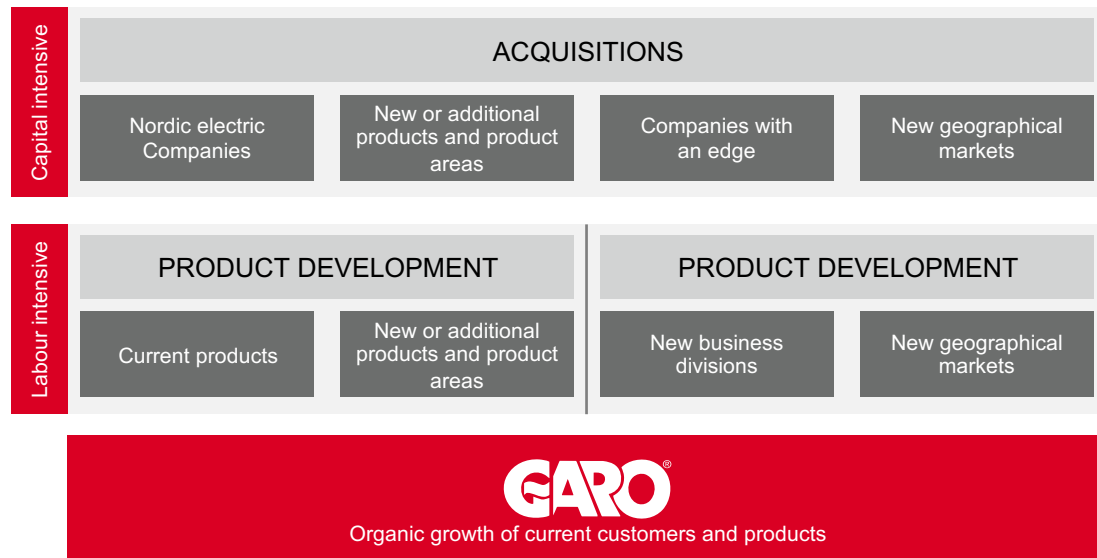 Capital intensive
ACQUISITIONS
Nordic electric
Companies
New or additional
products and product
areas
Companies with
an edge
New geographical
markets
Labour intensive
PRODUCT DEVELOPMENT
PRODUCT DEVELOPMENT
Current products
New or additional
products and product
areas
New business
divisions
New geographical
markets
GARO®
Organic growth of current customers and products